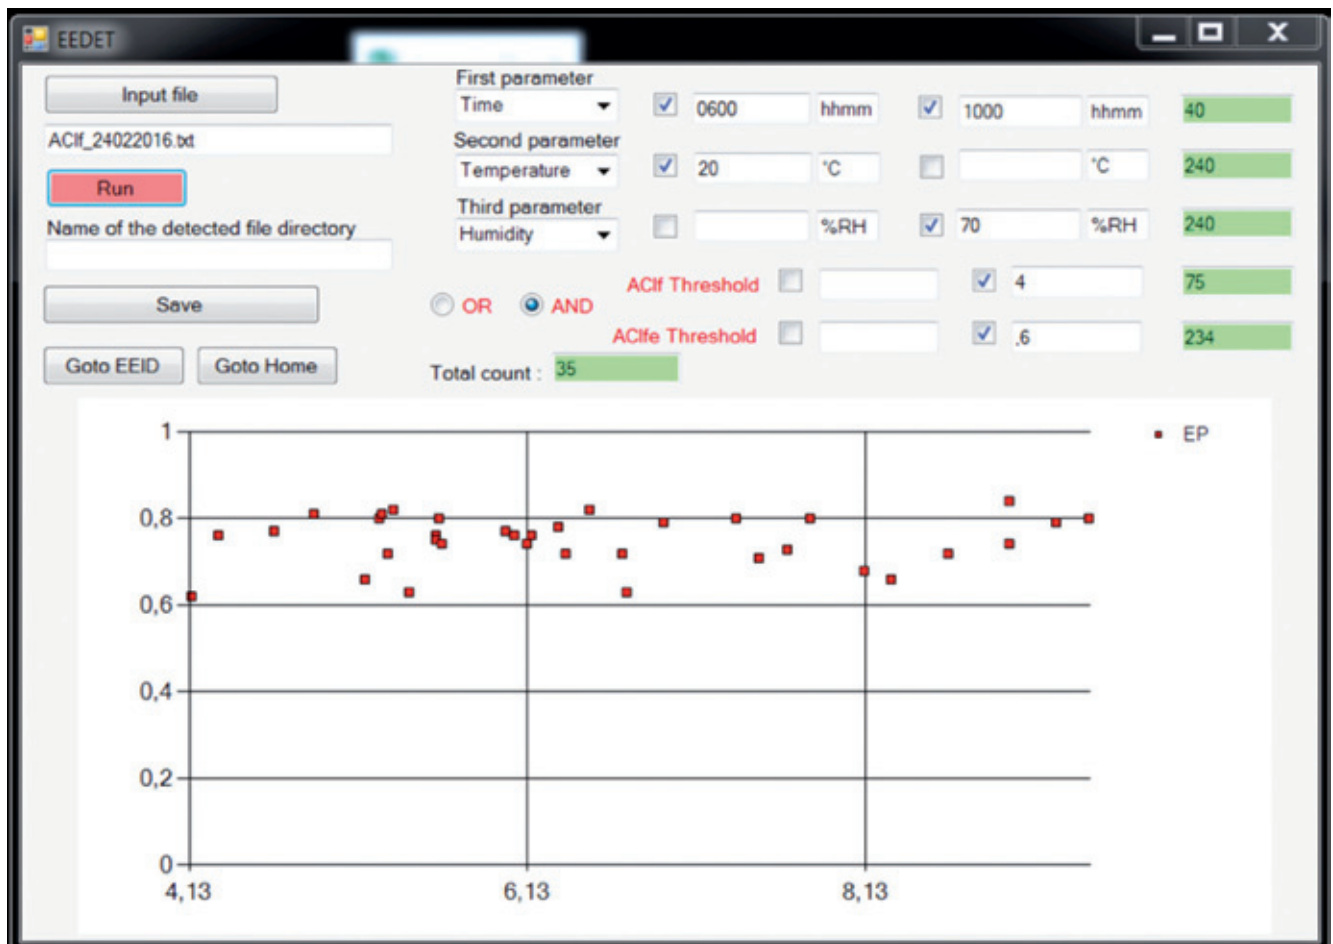 EEDET
Input file
ACIf_24022016.txt
Run
Name of the detected file directory
Save
Goto EEID Goto Home
First parameter
Time 0600 hhmm 1000 hhmm 40
Second parameter
Temperature 20 °C °C 240
Third parameter
Humidity %RH 70 %RH 240
ACIf Threshold 4 75
OR AND
ACIfe Threshold .6 234
Total count : 35
1
0,8
0,6
0,4
0,2
0
4,13 6,13 8,13
EP